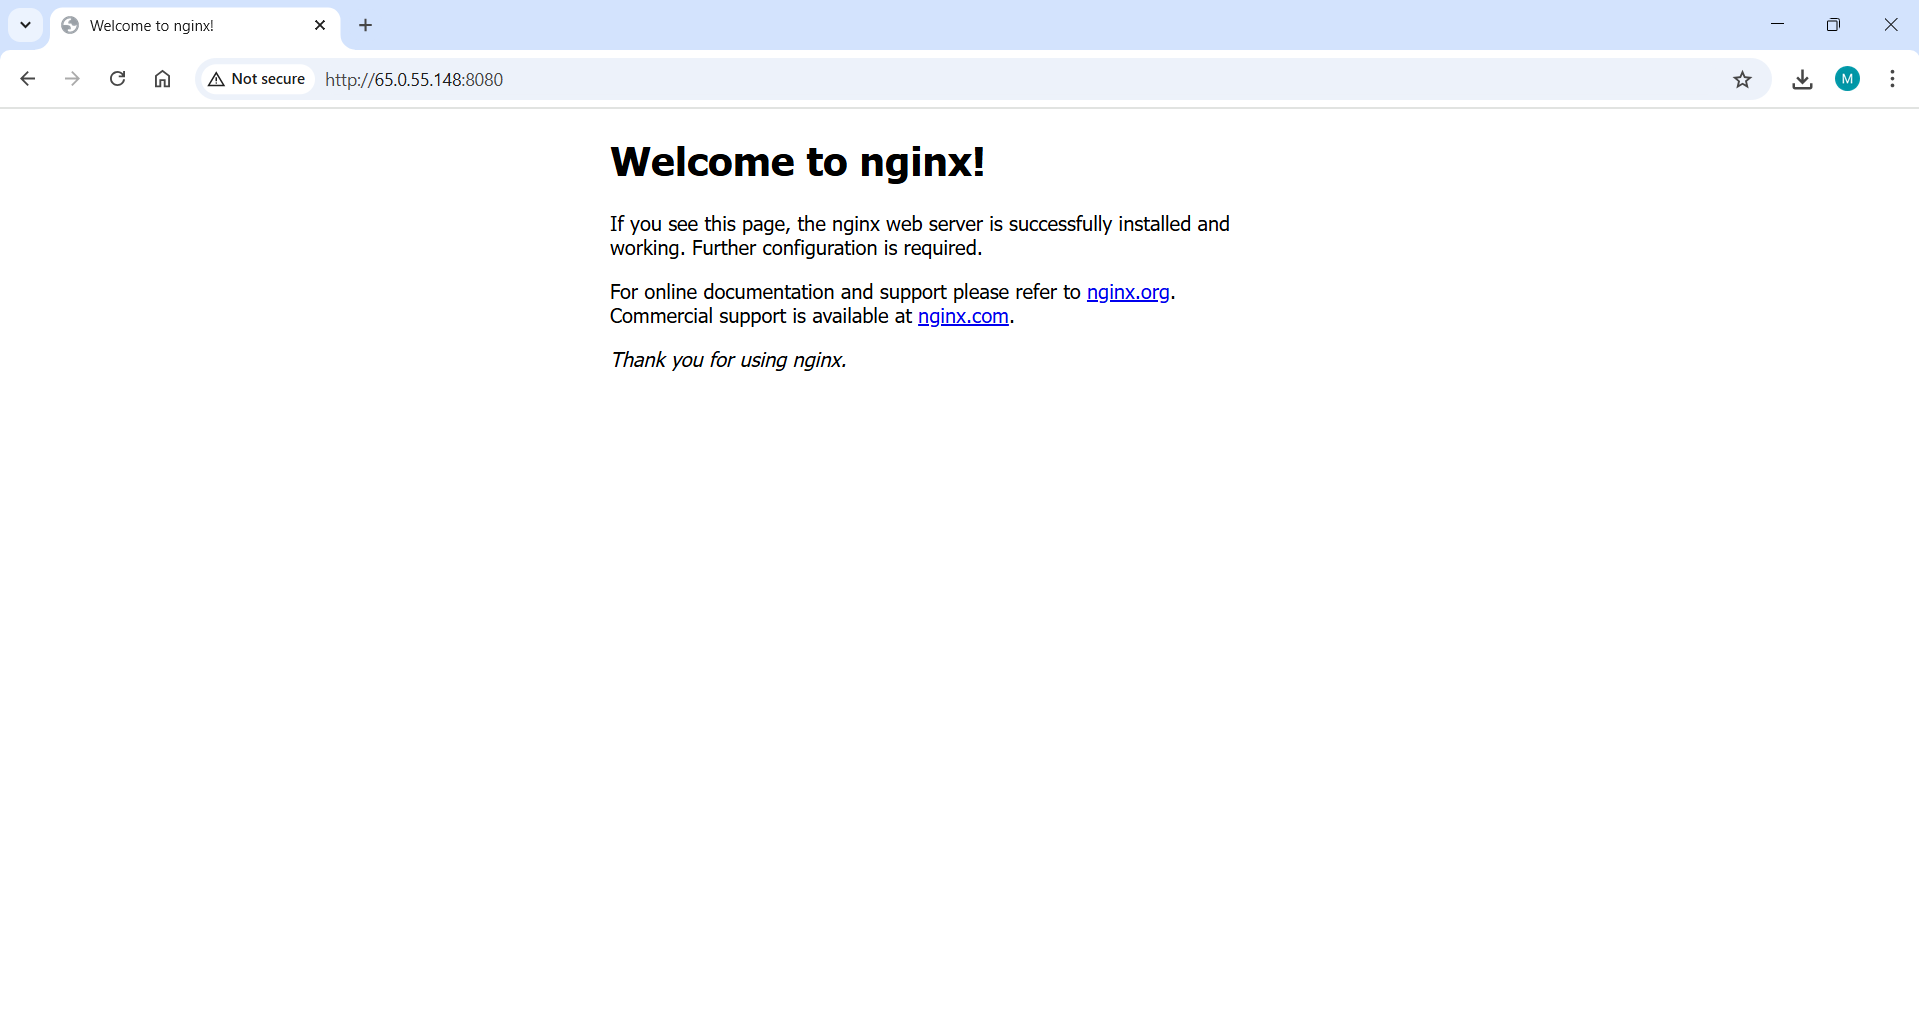 Welcome to nginx!
Not secure
http://65.0.55.148:8080
M
Welcome to nginx!
If you see this page, the nginx web server is successfully installed and
working. Further configuration is required.
For online documentation and support please refer to nginx.org.
Commercial support is available at nginx.com.
Thank you for using nginx.